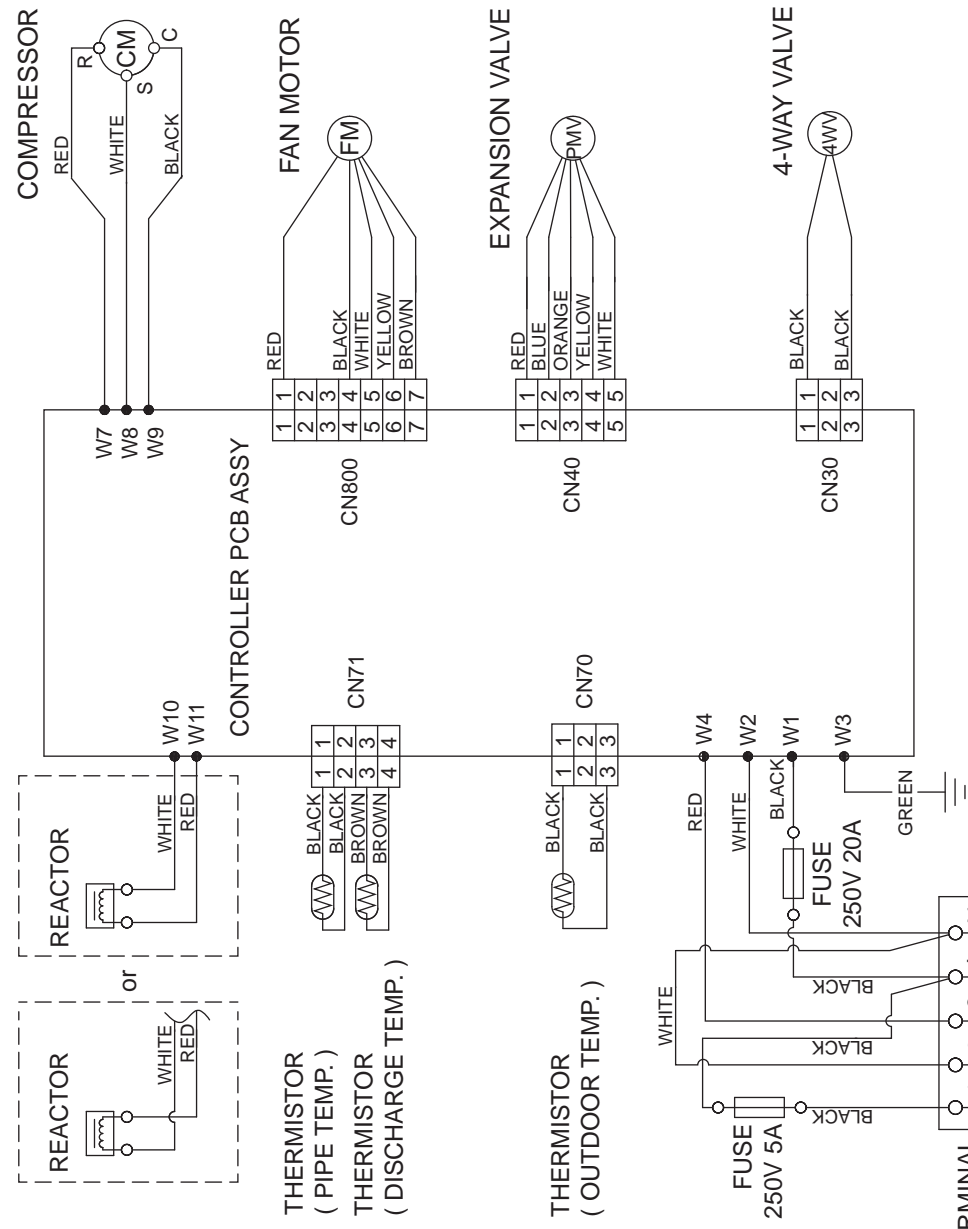 COMPRESSOR
R
CM
C
S
RED
WHITE
BLACK
W7
W8
W9
FAN MOTOR
FM
RED
BLACK
WHITE
YELLOW
BROWN
1 1
2 2
3 3
4 4
5 5
6 6
7 7
CN800
EXPANSION VALVE
PMV
RED
BLUE
ORANGE
YELLOW
WHITE
1 1
2 2
3 3
4 4
5 5
CN40
4-WAY VALVE
4WV
BLACK
BLACK
1 1
2 2
3 3
CN30
CONTROLLER PCB ASSY
W10
W11
REACTOR
WHITE
RED
or
REACTOR
WHITE
RED
CN71
1 1
2 2
3 3
4 4
BLACK
BLACK
BROWN
BROWN
THERMISTOR
( PIPE TEMP. )
THERMISTOR
( DISCHARGE TEMP. )
CN70
1 1
2 2
3 3
BLACK
BLACK
THERMISTOR
( OUTDOOR TEMP. )
W4
W2
W1
W3
RED
WHITE
BLACK
GREEN
FUSE
250V 20A
WHITE
BLACK
BLACK
BLACK
FUSE
250V 5A